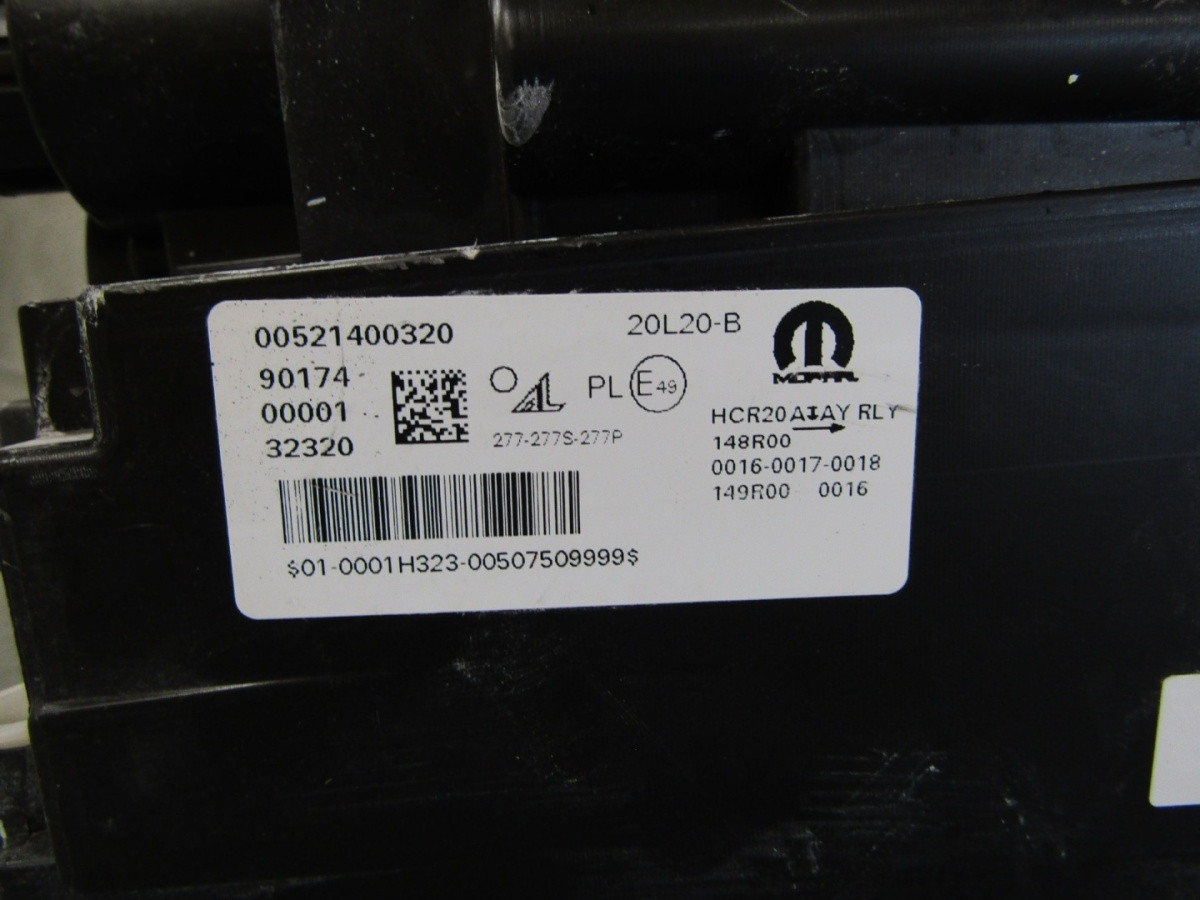 00521400320
20L20-B
90174
00001
32320
PL E49
277-277S-277P
MOPAR
HCR20 RLY
148R00
0016-0017-0018
149R00 0016
$01-0001H323-00507509999$